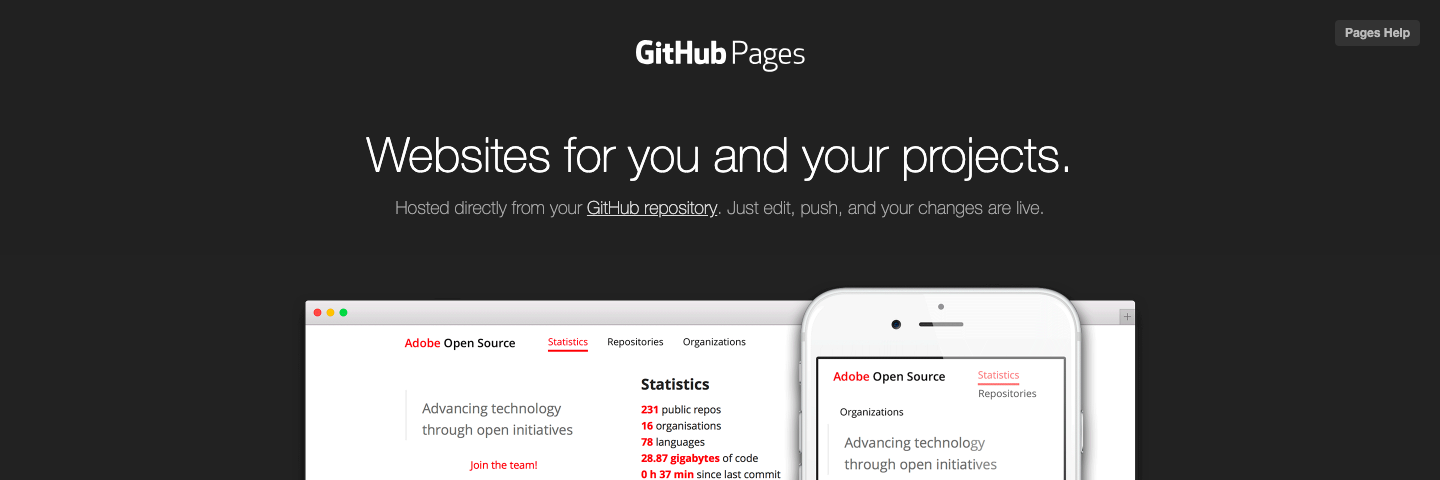 Pages Help
GitHub Pages
Websites for you and your projects.
Hosted directly from your GitHub repository. Just edit, push, and your changes are live.
Adobe Open Source
Statistics
Repositories
Organizations
Advancing technology
through open initiatives
Join the team!
Statistics
231 public repos
16 organisations
78 languages
28.87 gigabytes of code
0 h 37 min since last commit
Adobe Open Source
Statistics
Repositories
Organizations
Advancing technology
through open initiatives